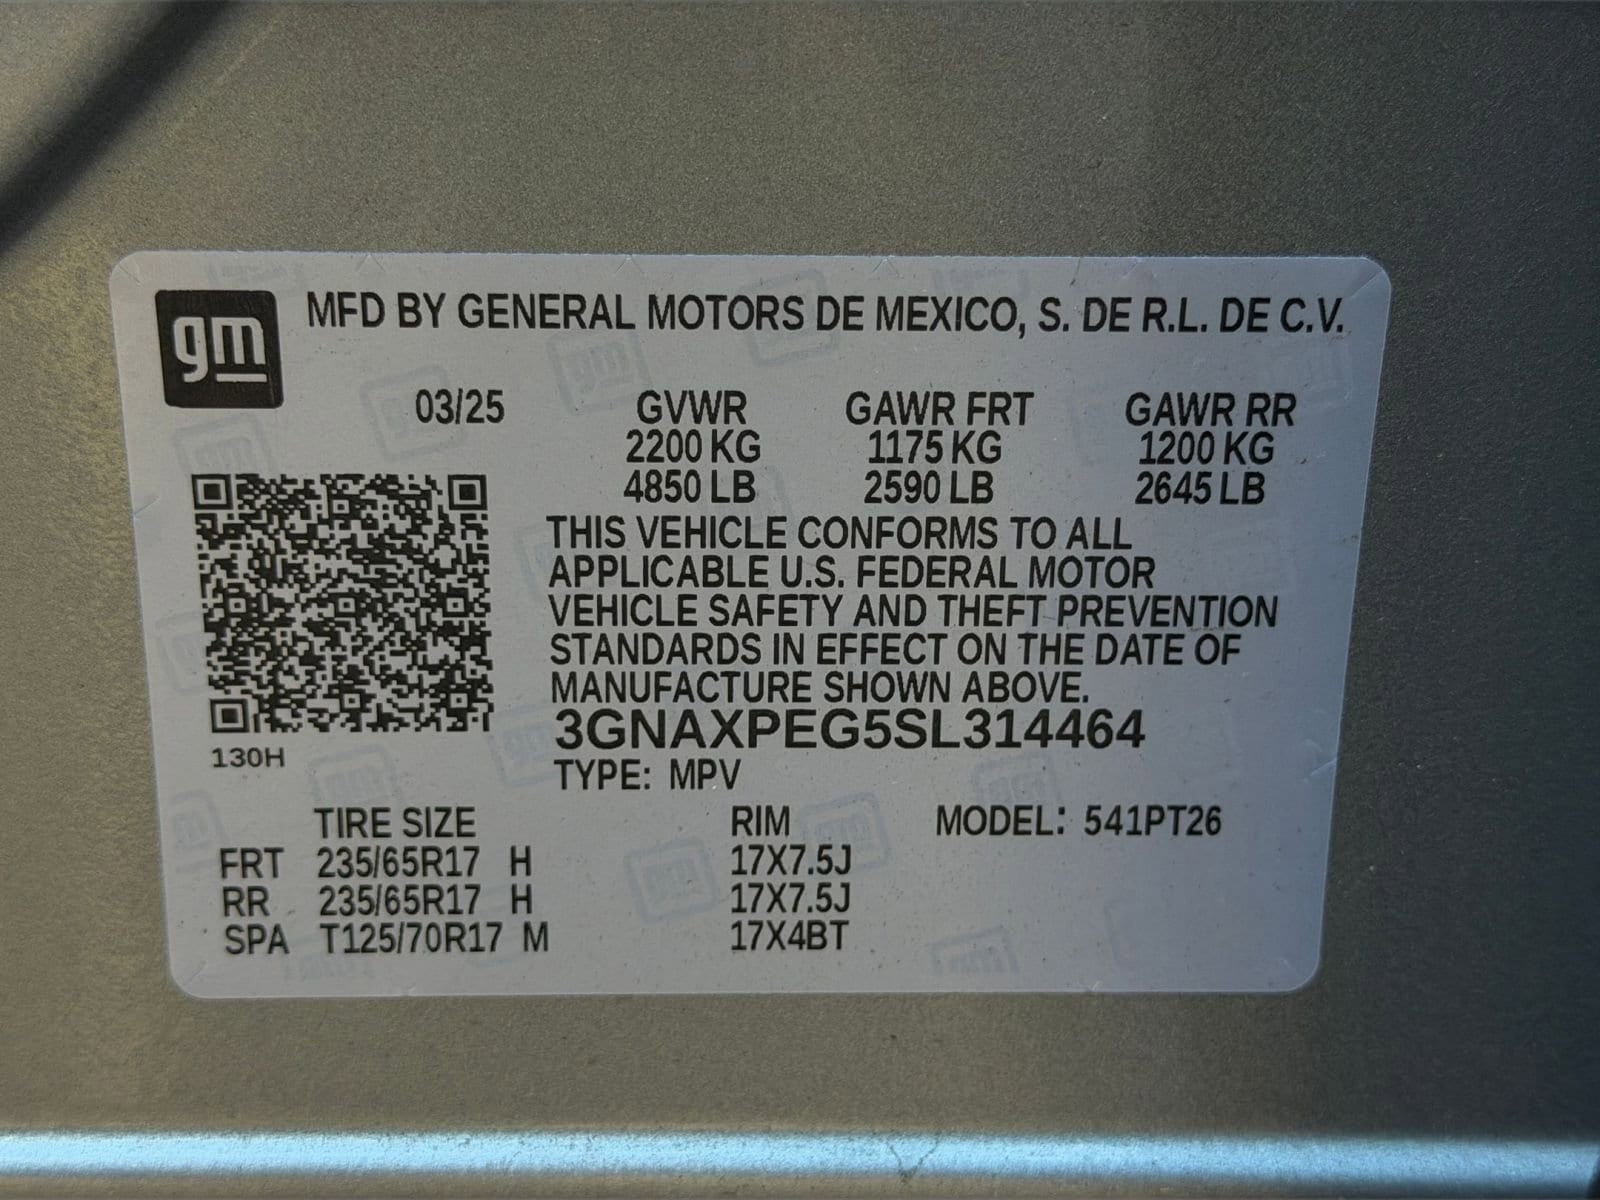 gm
MFD BY GENERAL MOTORS DE MEXICO, S. DE R.L. DE C.V.
03/25 GVWR GAWR FRT GAWR RR
2200 KG 1175 KG 1200 KG
4850 LB 2590 LB 2645 LB
THIS VEHICLE CONFORMS TO ALL
APPLICABLE U.S. FEDERAL MOTOR
VEHICLE SAFETY AND THEFT PREVENTION
STANDARDS IN EFFECT ON THE DATE OF
MANUFACTURE SHOWN ABOVE.
3GNAXPEG5SL314464
130H
TYPE: MPV
TIRE SIZE RIM MODEL: 541PT26
FRT 235/65R17 H 17X7.5J
RR 235/65R17 H 17X7.5J
SPA T125/70R17 M 17X4BT